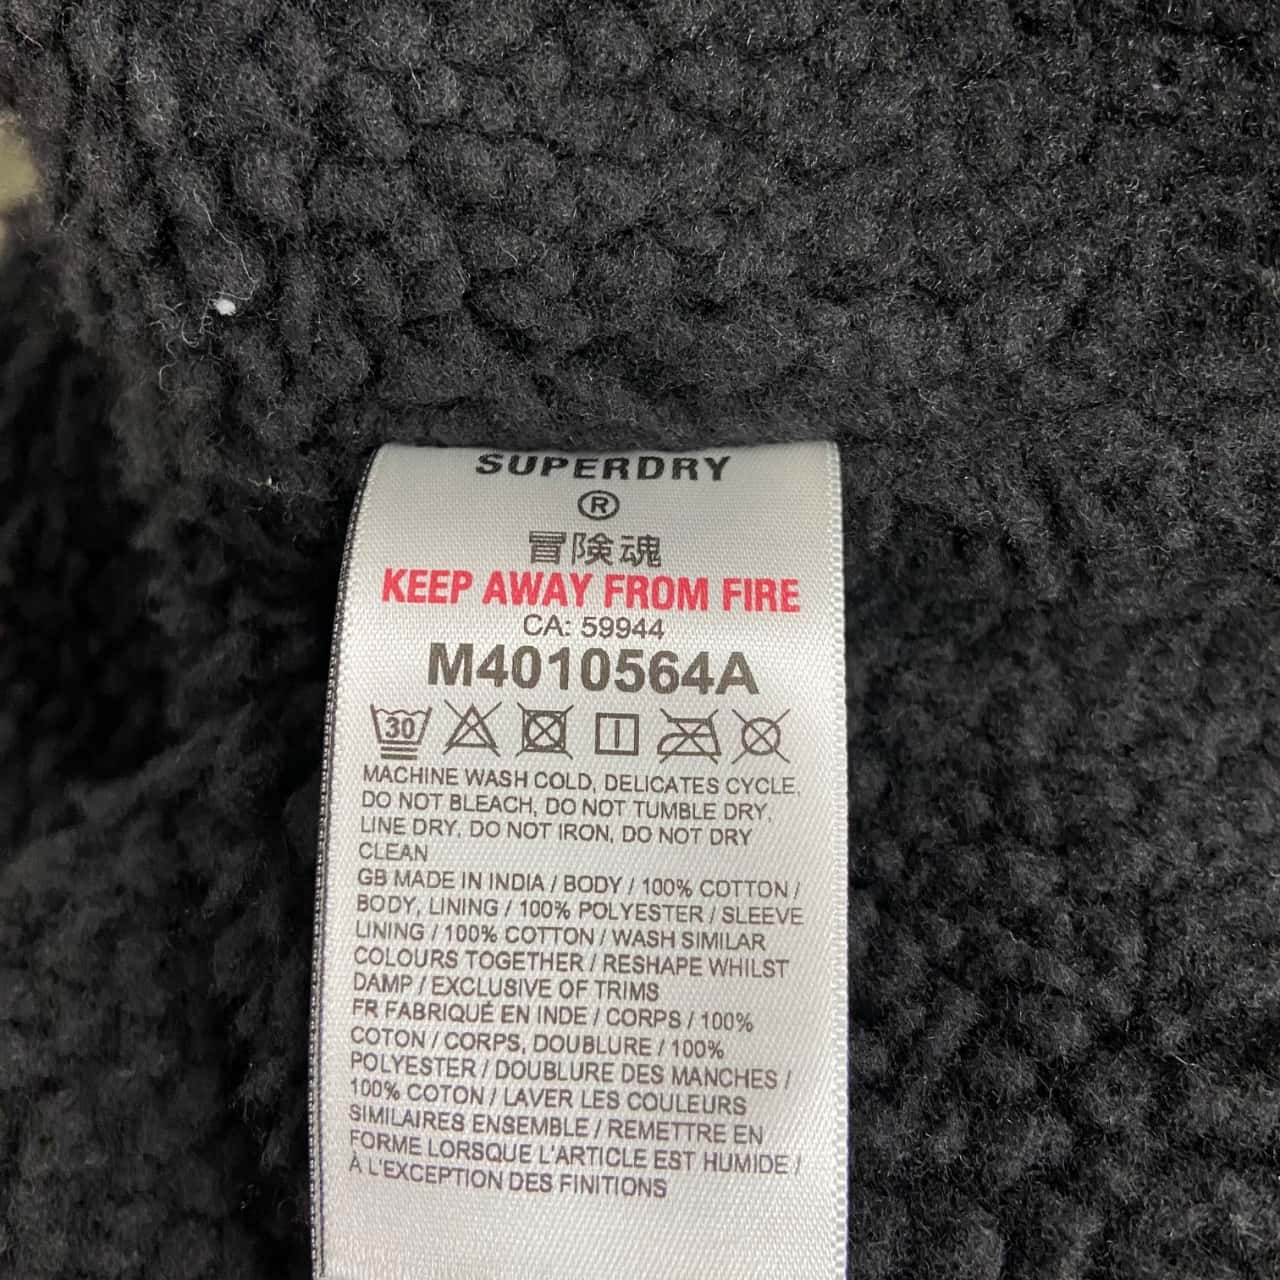 SUPERDRY
®
冒険魂
KEEP AWAY FROM FIRE
CA: 59944
M4010564A
30
MACHINE WASH COLD, DELICATES CYCLE,
DO NOT BLEACH, DO NOT TUMBLE DRY,
LINE DRY, DO NOT IRON, DO NOT DRY
CLEAN
GB MADE IN INDIA / BODY / 100% COTTON /
BODY, LINING / 100% POLYESTER / SLEEVE
LINING / 100% COTTON / WASH SIMILAR
COLOURS TOGETHER / RESHAPE WHILST
DAMP / EXCLUSIVE OF TRIMS
FR FABRIQUÉ EN INDE / CORPS / 100%
COTON / CORPS, DOUBLURE / 100%
POLYESTER / DOUBLURE DES MANCHES /
100% COTON / LAVER LES COULEURS
SIMILAIRES ENSEMBLE / REMETTRE EN
FORME LORSQUE L'ARTICLE EST HUMIDE /
À L'EXCEPTION DES FINITIONS